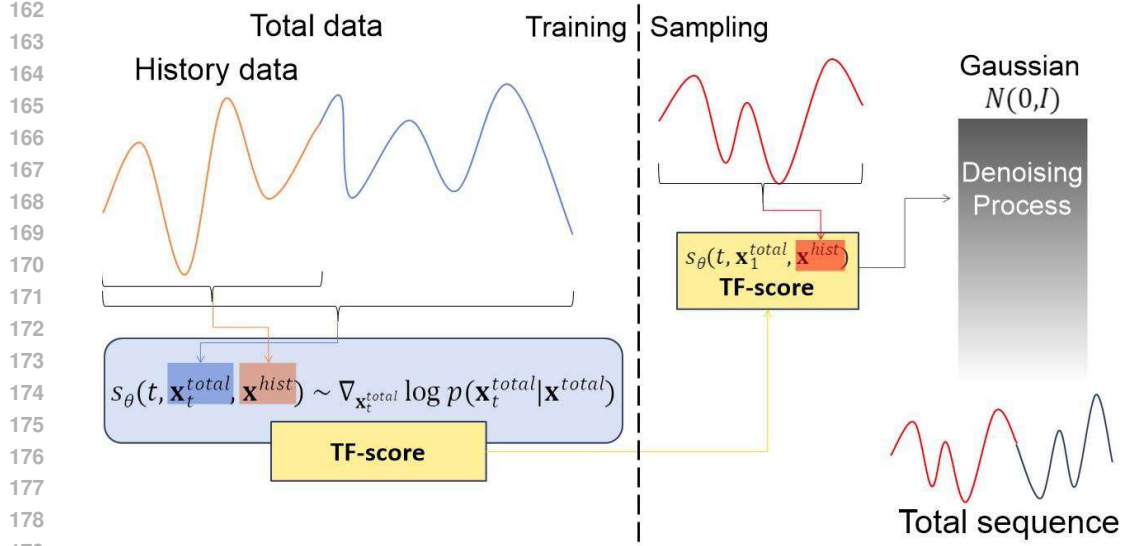 162
163
164
165
166
167
168
169
170
171
172
173
174
175
176
177
178
Total data
Training
History data
s_θ(t, x_t^{total}, x^{hist}) ~ ∇_{x_t^{total}} log p(x_t^{total}|x^{total})
TF-score
Sampling
s_θ(t, x_1^{total}, x^{hist})
TF-score
Gaussian
N(0,I)
Denoising
Process
Total sequence